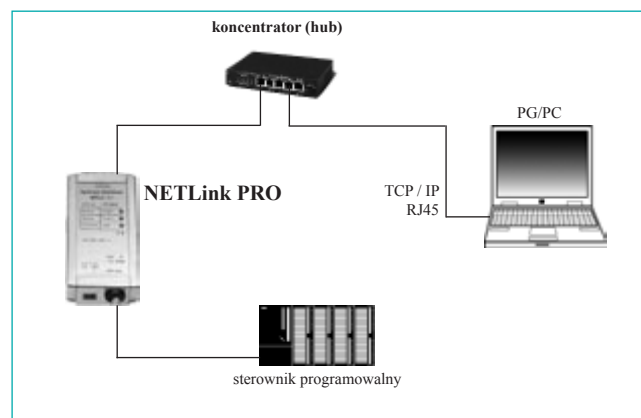 koncentrator (hub)
PG/PC
NETLink PRO
TCP / IP
RJ45
sterownik programowalny